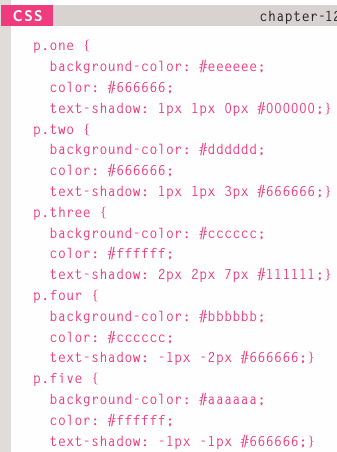 CSS chapter-12
p.one {
background-color: #eeeeee;
color: #666666;
text-shadow: 1px 1px 0px #000000;}
p.two {
background-color: #dddddd;
color: #666666;
text-shadow: 1px 1px 3px #666666;}
p.three {
background-color: #cccccc;
color: #ffffff;
text-shadow: 2px 2px 7px #111111;}
p.four {
background-color: #bbbbbb;
color: #cccccc;
text-shadow: -1px -2px #666666;}
p.five {
background-color: #aaaaaa;
color: #ffffff;
text-shadow: -1px -1px #666666;}